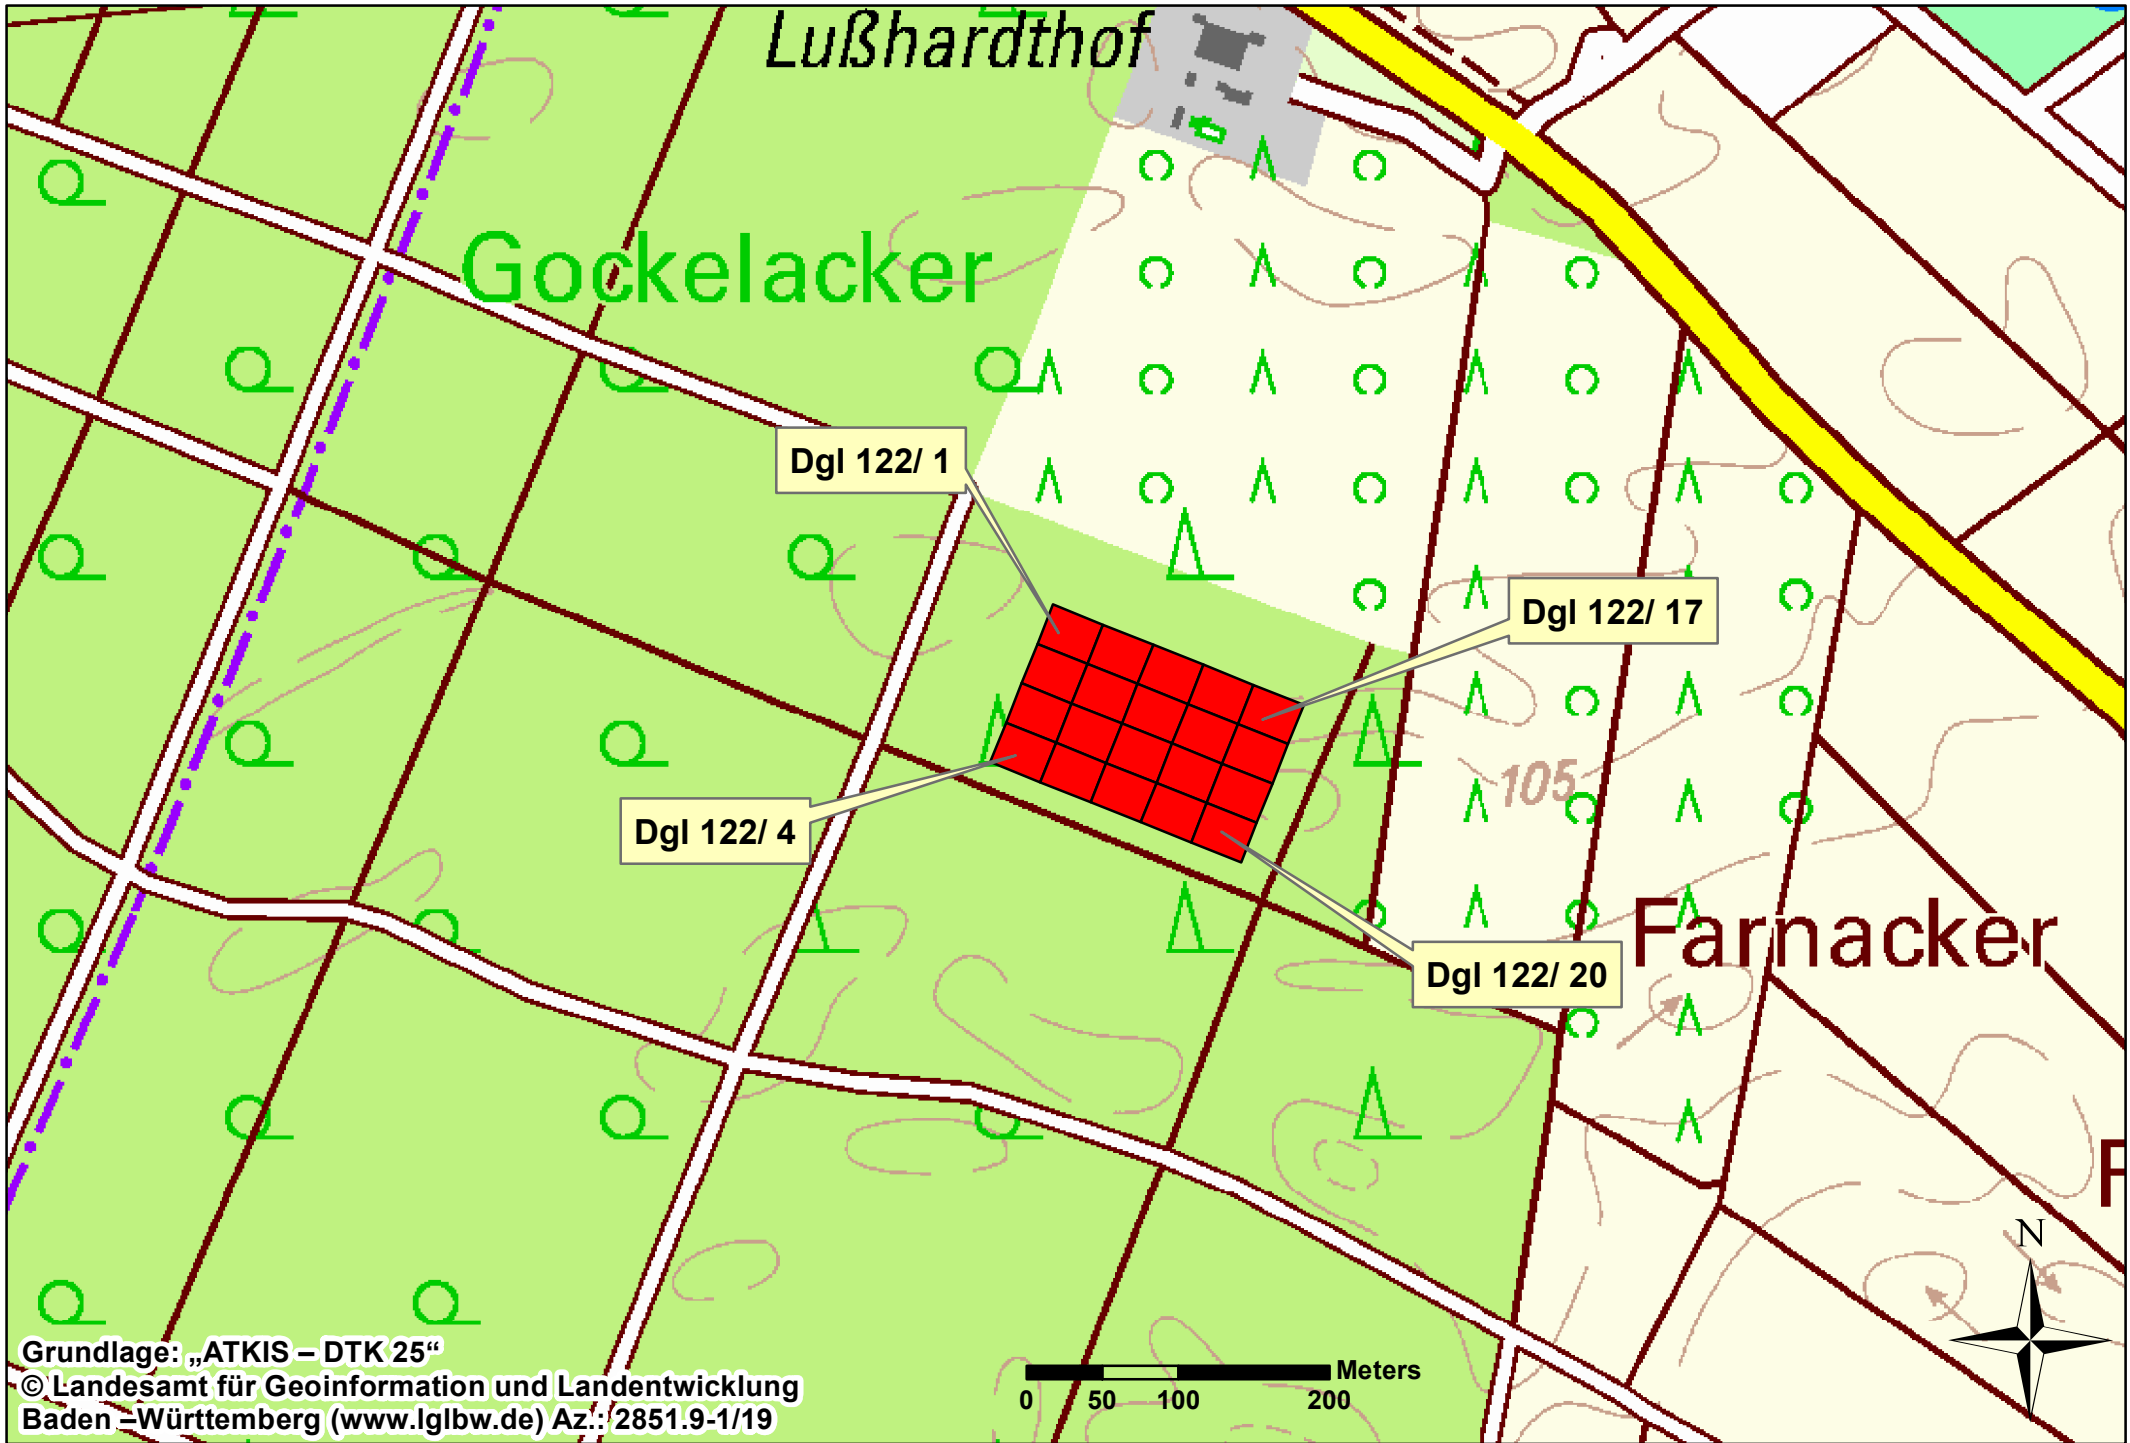 Lußhardthof
Gockelacker
Dgl 122/ 1
Dgl 122/ 17
105
Dgl 122/ 4
Farnacker
Dgl 122/ 20
F
N
Grundlage: „ATKIS – DTK 25“
© Landesamt für Geoinformation und Landentwicklung
Baden –Württemberg (www.lglbw.de) Az.: 2851.9-1/19
Meters
0 50 100 200